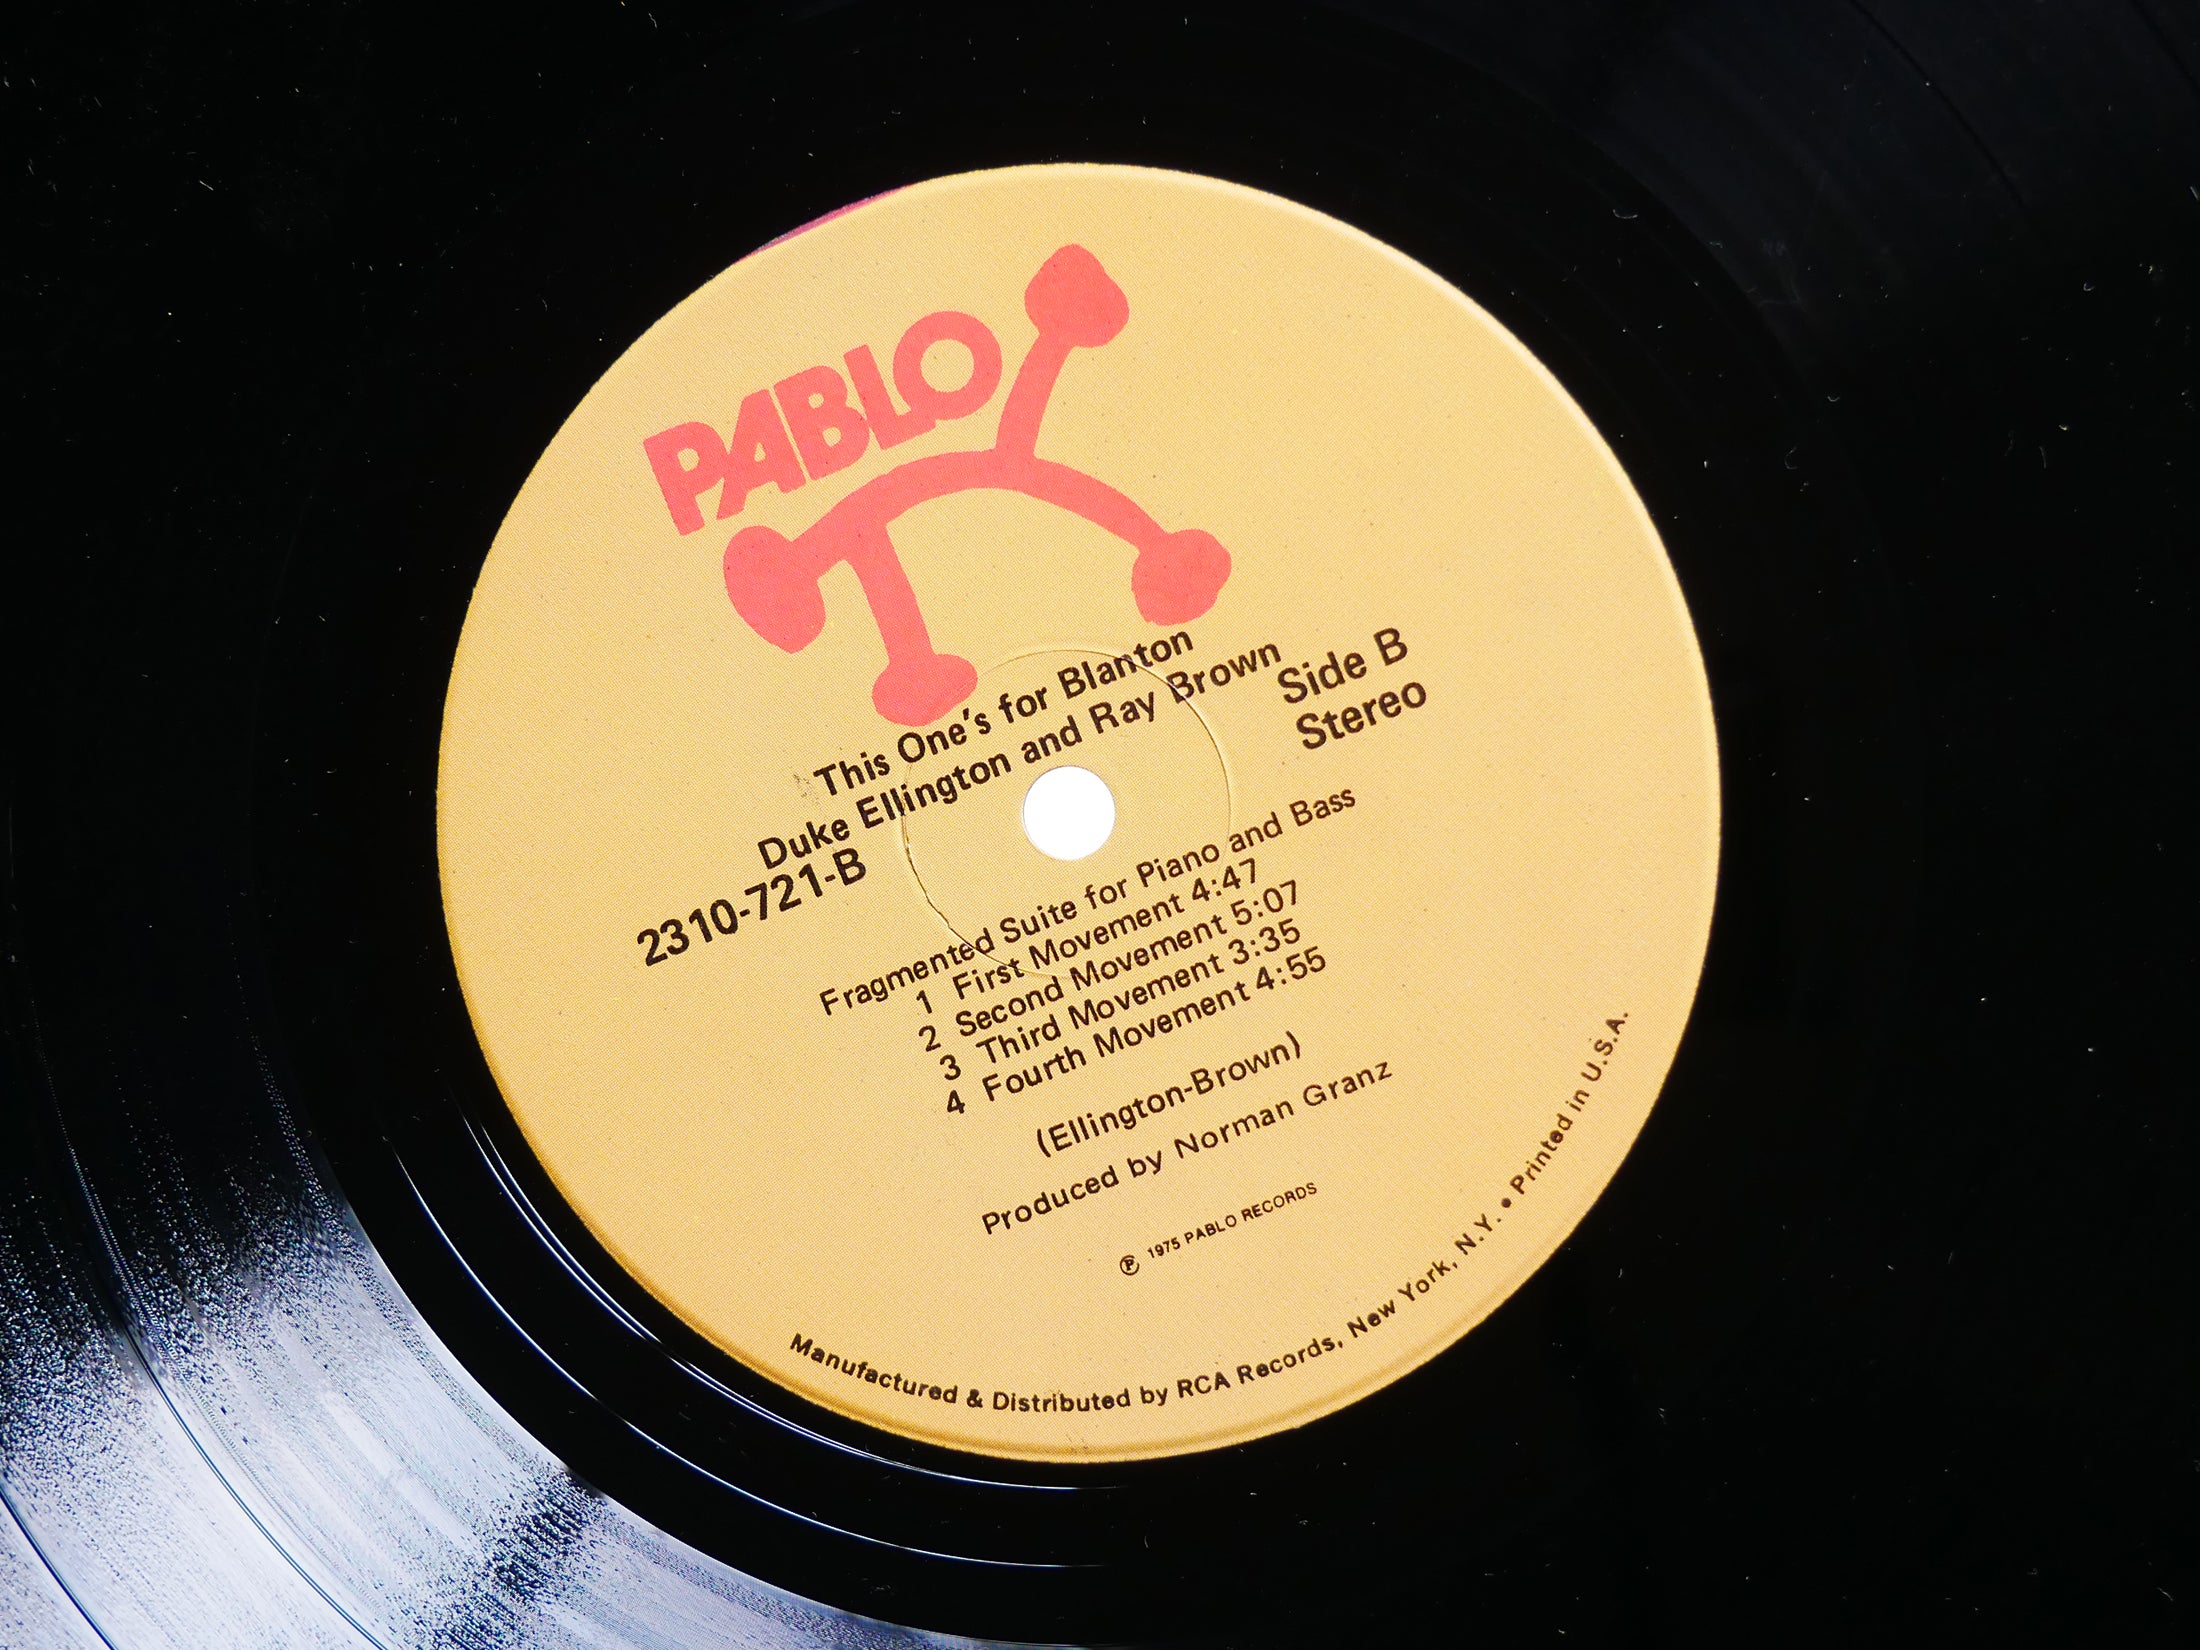 PABLO
This One's for Blanton
Duke Ellington and Ray Brown
2310-721-B
Side B
Stereo
Fragmented Suite for Piano and Bass
1 First Movement 4:47
2 Second Movement 5:07
3 Third Movement 3:35
4 Fourth Movement 4:55
(Ellington-Brown)
Produced by Norman Granz
℗ 1975 PABLO RECORDS
Manufactured & Distributed by RCA Records, New York, N.Y. • Printed in U.S.A.